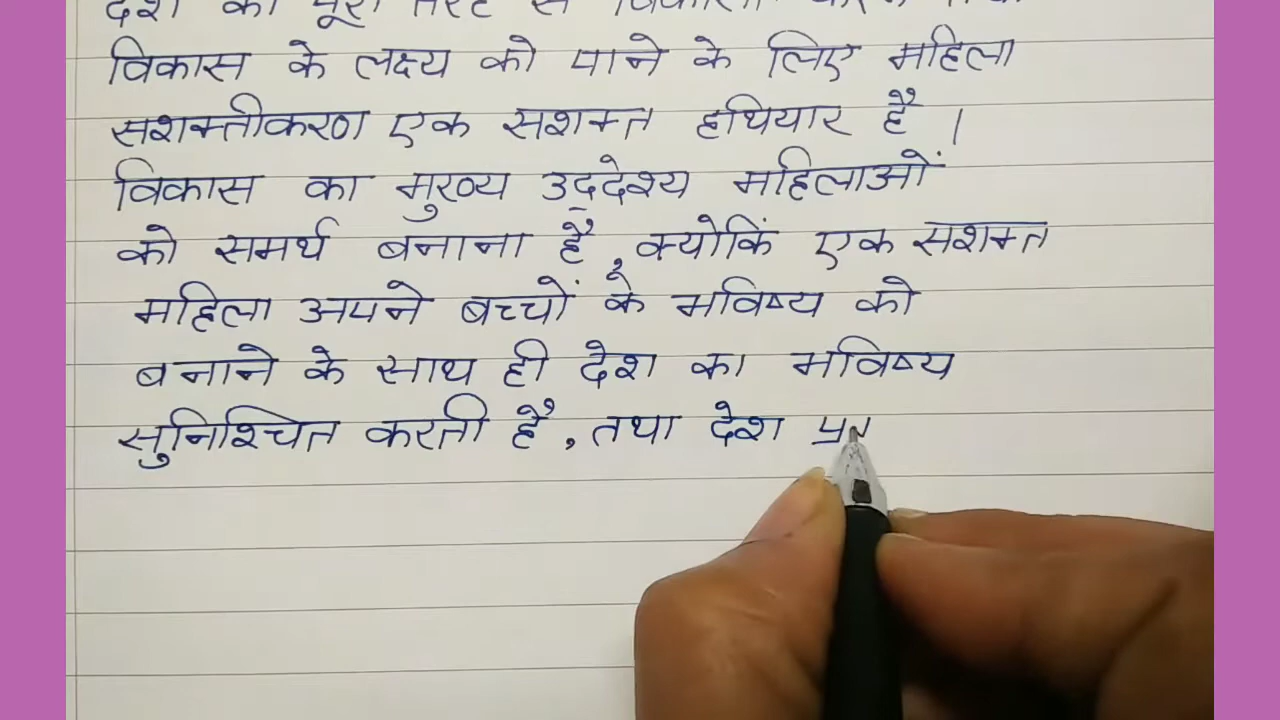 देश को पूरी तरह से
विकास के लक्ष्य को पाने के लिए महिला
सशक्तीकरण एक सशक्त हथियार है ।
विकास का मुख्य उद्देश्य महिलाओं
को समर्थ बनाना है , क्योंकि एक सशक्त
महिला अपने बच्चों के भविष्य को
बनाने के साथ ही देश का भविष्य
सुनिश्चित करती है , तथा देश